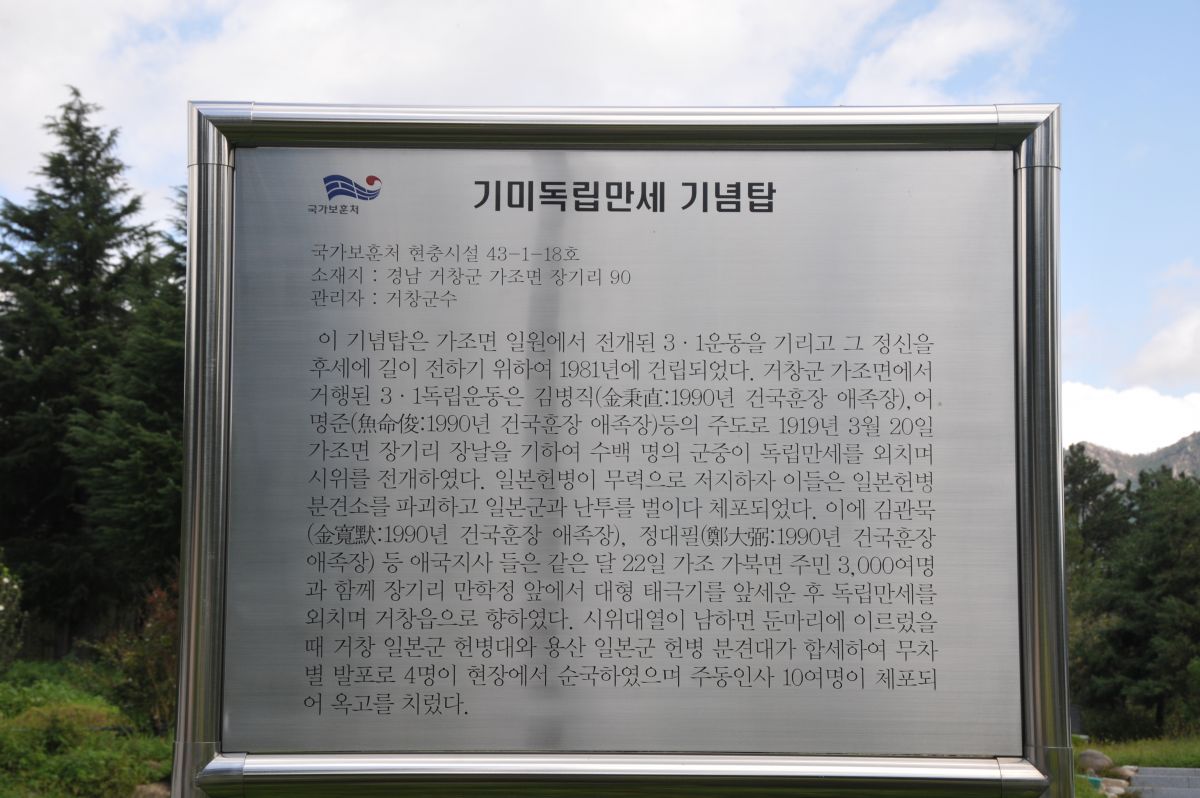 기미독립만세 기념탑
국가보훈처
국가보훈처 현충시설 43-1-18호
소재지 : 경남 거창군 가조면 장기리 90
관리자 : 거창군수
이 기념탑은 가조면 일원에서 전개된 3·1운동을 기리고 그 정신을
후세에 길이 전하기 위하여 1981년에 건립되었다. 거창군 가조면에서
거행된 3·1독립운동은 김병직(金秉直:1990년 건국훈장 애족장),어
명준(魚命俊:1990년 건국훈장 애족장)등의 주도로 1919년 3월 20일
가조면 장기리 장날을 기하여 수백 명의 군중이 독립만세를 외치며
시위를 전개하였다. 일본헌병이 무력으로 저지하자 이들은 일본헌병
분견소를 파괴하고 일본군과 난투를 벌이다 체포되었다. 이에 김관묵
(金寬默:1990년 건국훈장 애족장), 정대필(鄭大弼:1990년 건국훈장
애족장) 등 애국지사 들은 같은 달 22일 가조 가북면 주민 3,000여명
과 함께 장기리 만학정 앞에서 대형 태극기를 앞세운 후 독립만세를
외치며 거창읍으로 향하였다. 시위대열이 남하면 둔마리에 이르렀을
때 거창 일본군 헌병대와 용산 일본군 헌병 분견대가 합세하여 무차
별 발포로 4명이 현장에서 순국하였으며 주동인사 10여명이 체포되
어 옥고를 치렀다.